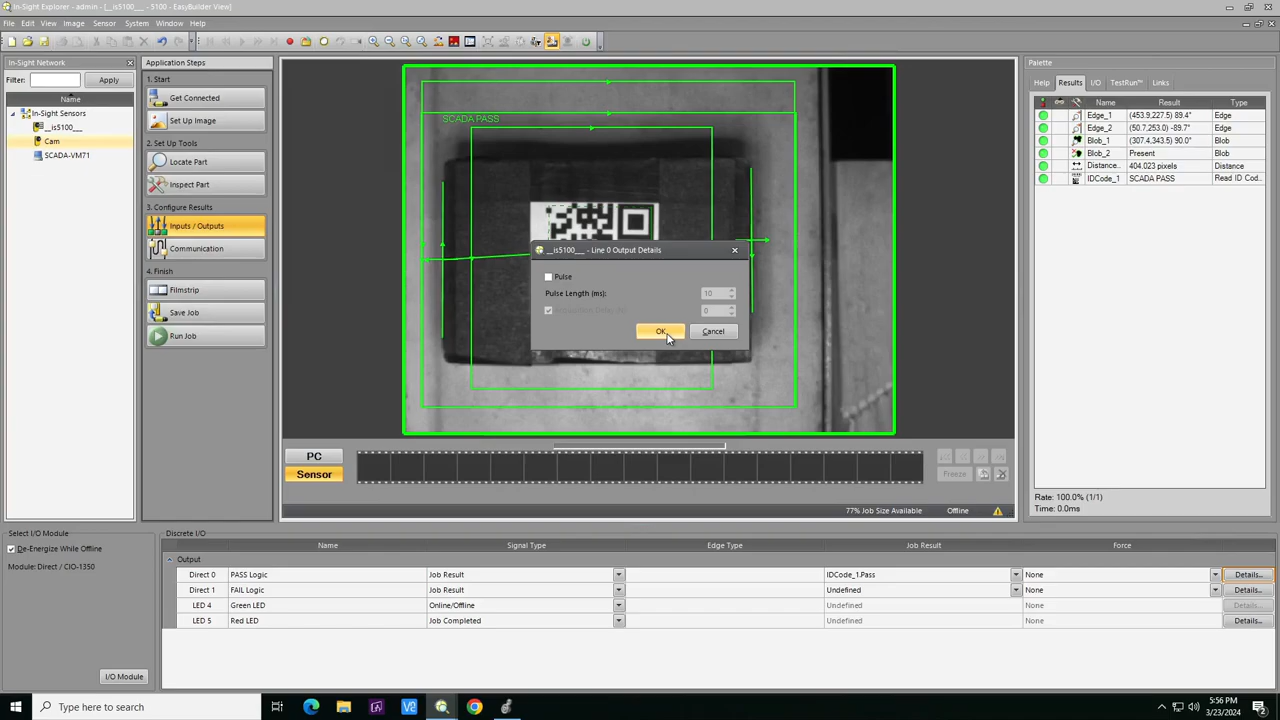 In-Sight Explorer - admin - [__is5100___ - 5100 - EasyBuilder View]
File Edit View Image Sensor System Window Help
In-Sight Network
Filter: Apply
Name
In-Sight Sensors
__is5100___
Cam
SCADA-VM71
Application Steps
1. Start
Get Connected
Set Up Image
2. Set Up Tools
Locate Part
Inspect Part
3. Configure Results
Inputs / Outputs
Communication
4. Finish
Filmstrip
Save Job
Run Job
SCADA PASS
__is5100___ - Line 0 Output Details
Pulse
Pulse Length (ms): 10
0
OK Cancel
PC
Sensor
Freeze
77% Job Size Available Offline
Palette
Help Results I/O TestRun™ Links
Name Result Type
Edge_1 (453.9,227.5) 89.4° Edge
Edge_2 (50.7,253.0) -89.7° Edge
Blob_1 (307.4,343.5) 90.0° Blob
Blob_2 Present Blob
Distance.. 404.023 pixels Distance
IDCode_1 SCADA PASS Read ID Cod
Rate: 100.0% (1/1)
Time: 0.0ms
Select I/O Module
De-Energize While Offline
Module: Direct / CIO-1350
I/O Module
Discrete I/O
Name Signal Type Edge Type Job Result Force
Output
Direct 0 PASS Logic Job Result IDCode_1.Pass None Details...
Direct 1 FAIL Logic Job Result Undefined None Details...
LED 4 Green LED Online/Offline Undefined None Details...
LED 5 Red LED Job Completed Undefined None Details...
Type here to search
5:56 PM
3/23/2024
2